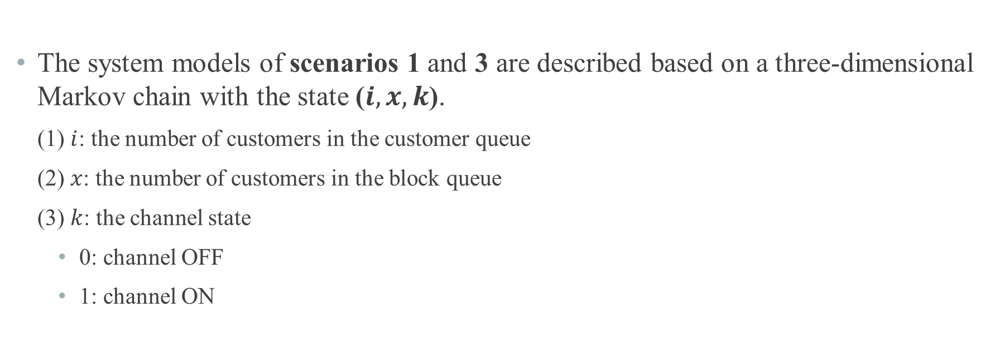 • The system models of scenarios 1 and 3 are described based on a three-dimensional
Markov chain with the state (i, x, k).
(1) i: the number of customers in the customer queue
(2) x: the number of customers in the block queue
(3) k: the channel state
• 0: channel OFF
• 1: channel ON